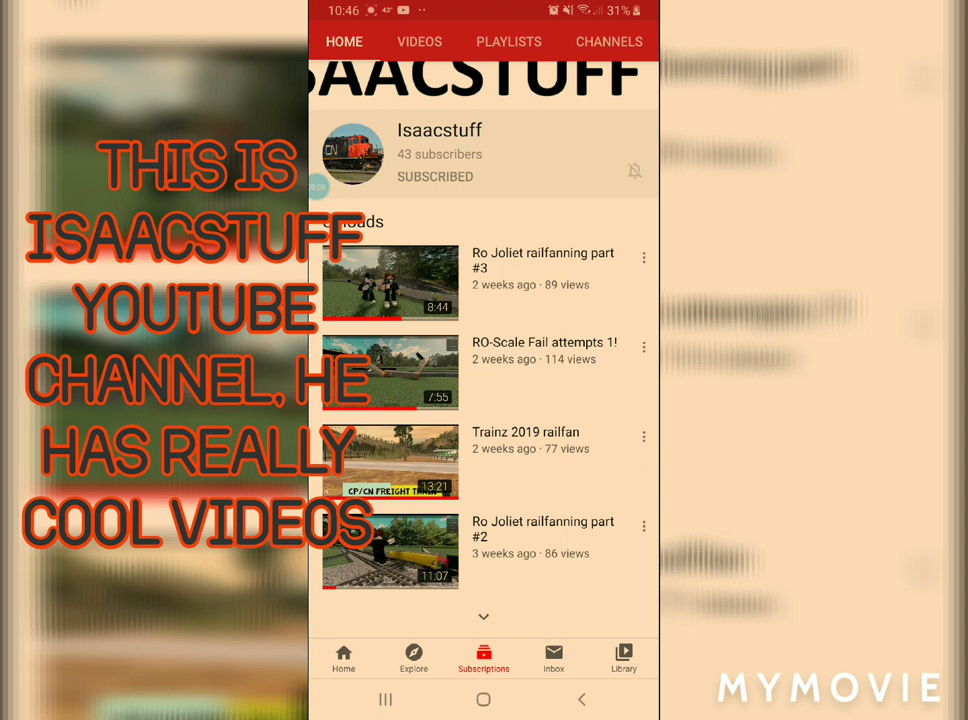 10:46 43° 31%
HOME VIDEOS PLAYLISTS CHANNELS
SAACSTUFF
CN
Isaacstuff
43 subscribers
SUBSCRIBED
00:06
THIS IS
ISAACSTUFF
YOUTUBE
CHANNEL, HE
HAS REALLY
COOL VIDEOS
Ro Joliet railfanning part
#3
2 weeks ago · 89 views
8:44
RO-Scale Fail attempts 1!
2 weeks ago · 114 views
7:55
Trainz 2019 railfan
2 weeks ago · 77 views
13:21
CP/CN FREIGHT TRAIN
Ro Joliet railfanning part
#2
3 weeks ago · 86 views
11:07
Home Explore Subscriptions Inbox Library
MYMOVIE